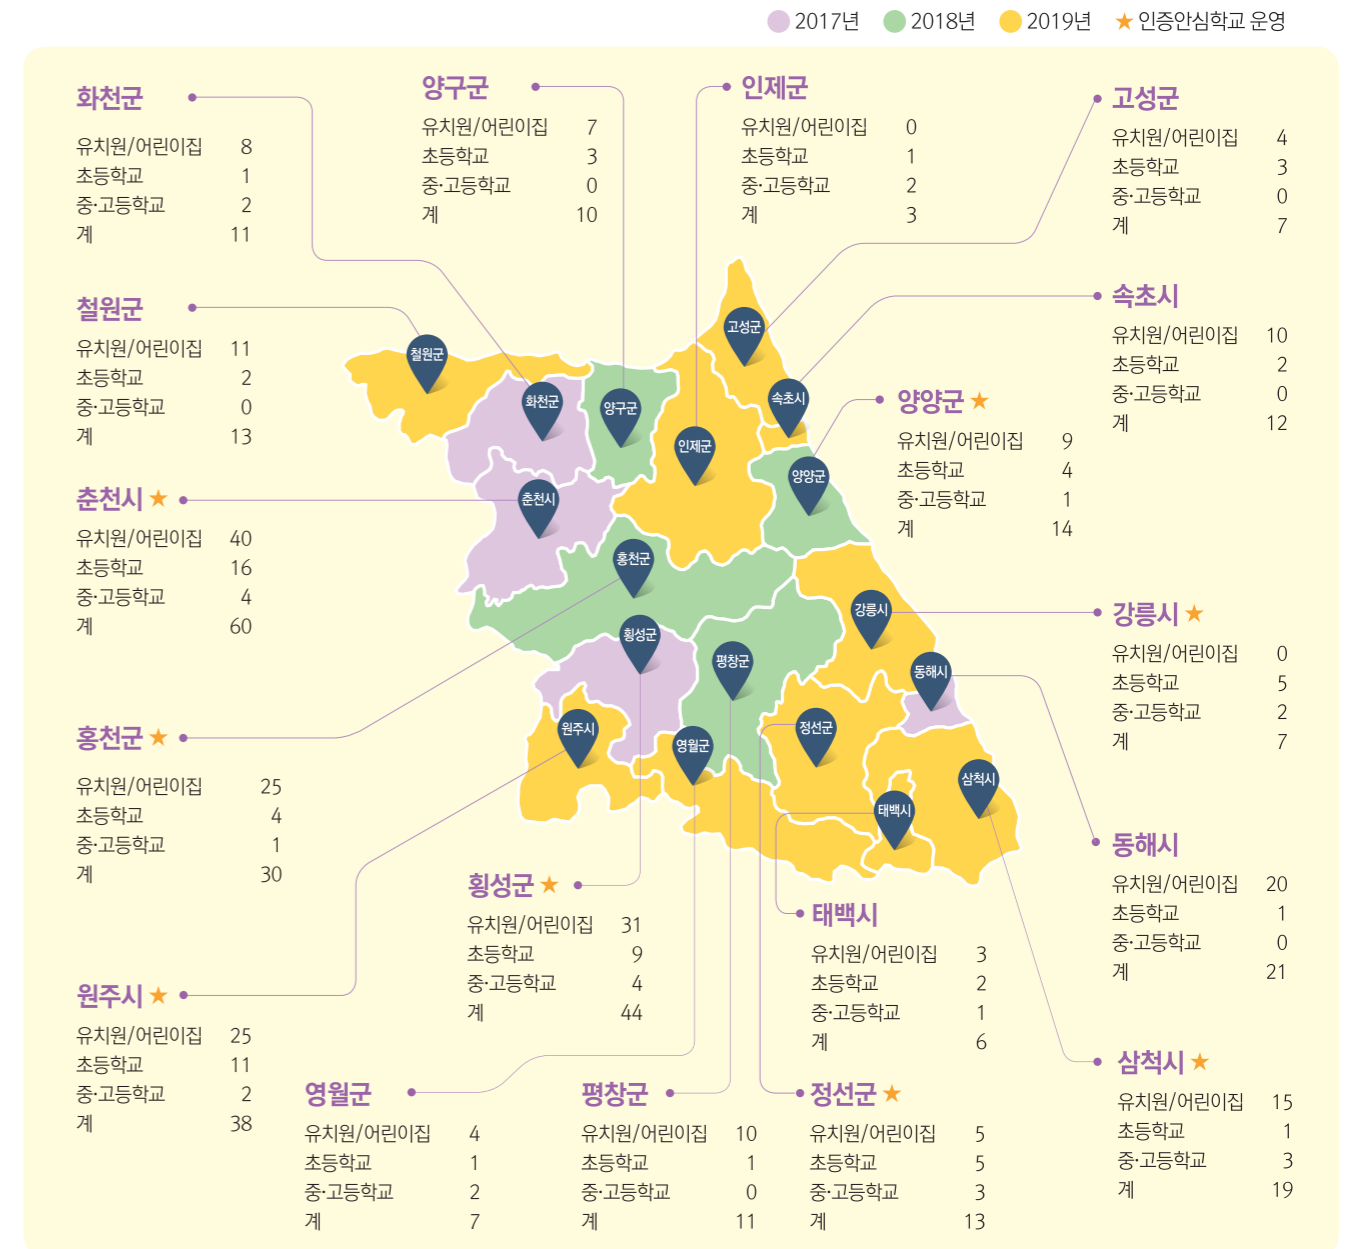 2017년 2018년 2019년 ★ 인증안심학교 운영
화천군
유치원/어린이집 8
초등학교 1
중·고등학교 2
계 11
양구군
유치원/어린이집 7
초등학교 3
중·고등학교 0
계 10
인제군
유치원/어린이집 0
초등학교 1
중·고등학교 2
계 3
고성군
유치원/어린이집 4
초등학교 3
중·고등학교 0
계 7
철원군
유치원/어린이집 11
초등학교 2
중·고등학교 0
계 13
속초시
유치원/어린이집 10
초등학교 2
중·고등학교 0
계 12
양양군 ★
유치원/어린이집 9
초등학교 4
중·고등학교 1
계 14
춘천시 ★
유치원/어린이집 40
초등학교 16
중·고등학교 4
계 60
강릉시 ★
유치원/어린이집 0
초등학교 5
중·고등학교 2
계 7
홍천군 ★
유치원/어린이집 25
초등학교 4
중·고등학교 1
계 30
동해시
유치원/어린이집 20
초등학교 1
중·고등학교 0
계 21
횡성군 ★
유치원/어린이집 31
초등학교 9
중·고등학교 4
계 44
태백시
유치원/어린이집 3
초등학교 2
중·고등학교 1
계 6
원주시 ★
유치원/어린이집 25
초등학교 11
중·고등학교 2
계 38
영월군
유치원/어린이집 4
초등학교 1
중·고등학교 2
계 7
평창군
유치원/어린이집 10
초등학교 1
중·고등학교 0
계 11
정선군 ★
유치원/어린이집 5
초등학교 5
중·고등학교 3
계 13
삼척시 ★
유치원/어린이집 15
초등학교 1
중·고등학교 3
계 19
고성군
철원군
속초시
화천군
양구군
인제군
양양군
춘천시
홍천군
강릉시
횡성군
평창군
동해시
원주시
정선군
영월군
삼척시
태백시